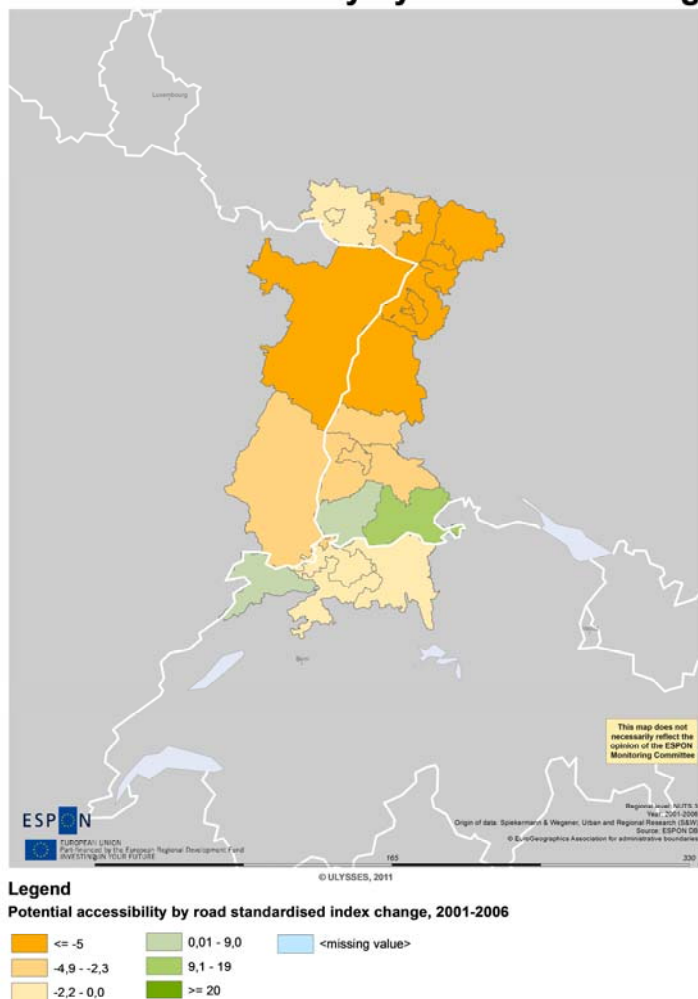 Luxembourg
Bern
This map does not
necessarily reflect the
opinion of the ESPON
Monitoring Committee
ESPON
EUROPEAN UNION
Part-financed by the European Regional Development Fund
INVESTING IN YOUR FUTURE
Regional level: NUTS 3
Year: 2001-2006
Origin of data: Spiekermann & Wegener, Urban and Regional Research (S&W)
Source: ESPON DB
© EuroGeographics Association for administrative boundaries
165
330
© ULYSSES, 2011
Legend
Potential accessibility by road standardised index change, 2001-2006
<= -5
0,01 - 9,0
<missing value>
-4,9 - -2,3
9,1 - 19
-2,2 - 0,0
>= 20